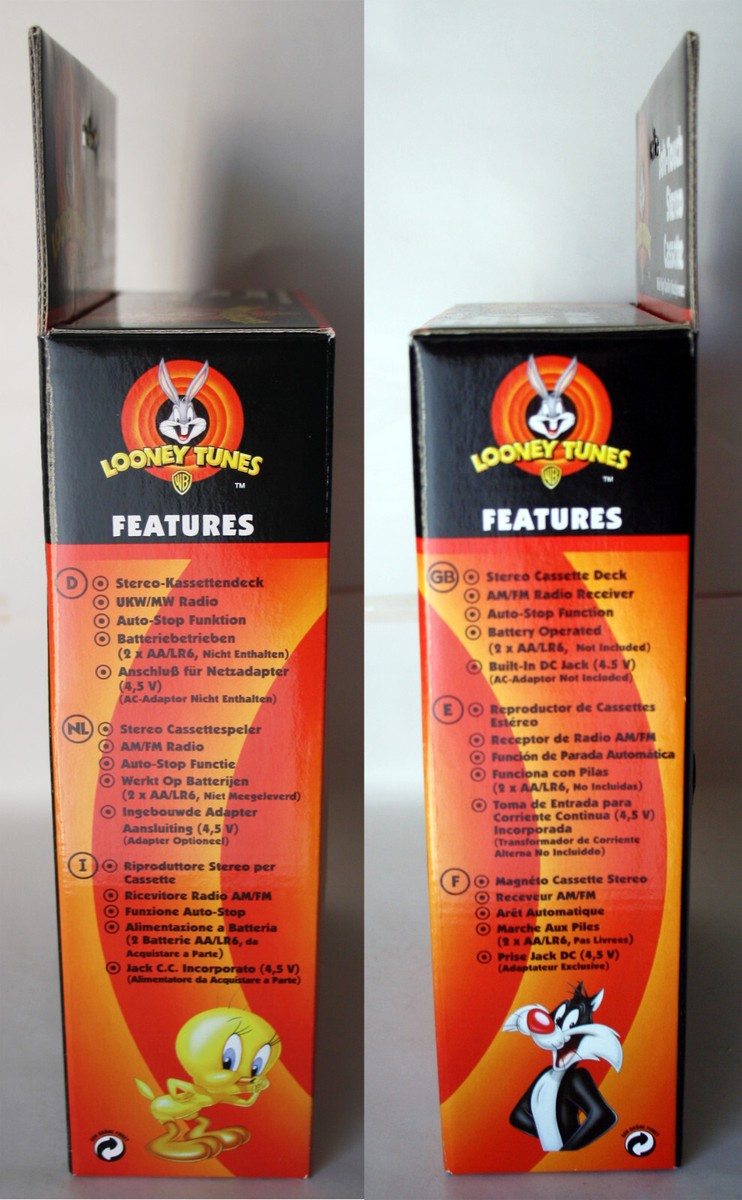 LOONEY TUNES
WB
TM
FEATURES
D
Stereo-Kassettendeck
UKW/MW Radio
Auto-Stop Funktion
Batteriebetrieben
(2 x AA/LR6, Nicht Enthalten)
Anschluß für Netzadapter
(4,5 V)
(AC-Adaptor Nicht Enthalten)
NL
Stereo Cassettespeler
AM/FM Radio
Auto-Stop Functie
Werkt Op Batterijen
(2 x AA/LR6, Niet Meegeleverd)
Ingebouwde Adapter
Aansluiting (4,5 V)
(Adapter Optioneel)
I
Riproduttore Stereo per
Cassette
Ricevitore Radio AM/FM
Funzione Auto-Stop
Alimentazione a Batteria
(2 Batterie AA/LR6, da
Acquistare a Parte)
Jack C.C. Incorporato (4,5 V)
(Alimentatore da Acquistare a Parte)
Stereo
Cassette
LOONEY TUNES
WB
TM
FEATURES
GB
Stereo Cassette Deck
AM/FM Radio Receiver
Auto-Stop Function
Battery Operated
(2 x AA/LR6, Not Included)
Built-In DC Jack (4.5 V)
(AC-Adaptor Not Included)
E
Reproductor de Cassettes
Estéreo
Receptor de Radio AM/FM
Función de Parada Automática
Funciona con Pilas
(2 x AA/LR6, No Incluidas)
Toma de Entrada para
Corriente Continua (4,5 V)
Incorporada
(Transformador de Corriente
Alterna No Incluiddo)
F
Magnéto Cassette Stereo
Receveur AM/FM
Arêt Automatique
Marche Aux Piles
(2 x AA/LR6, Pas Livrees)
Prise Jack DC (4,5 V)
(Adaptateur Exclusive)